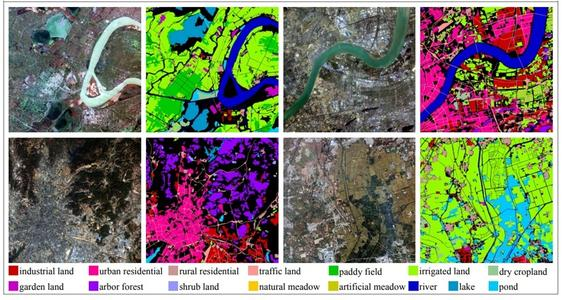 industrial land urban residential rural residential traffic land paddy field irrigated land dry cropland
garden land arbor forest shrub land natural meadow artificial meadow river lake pond